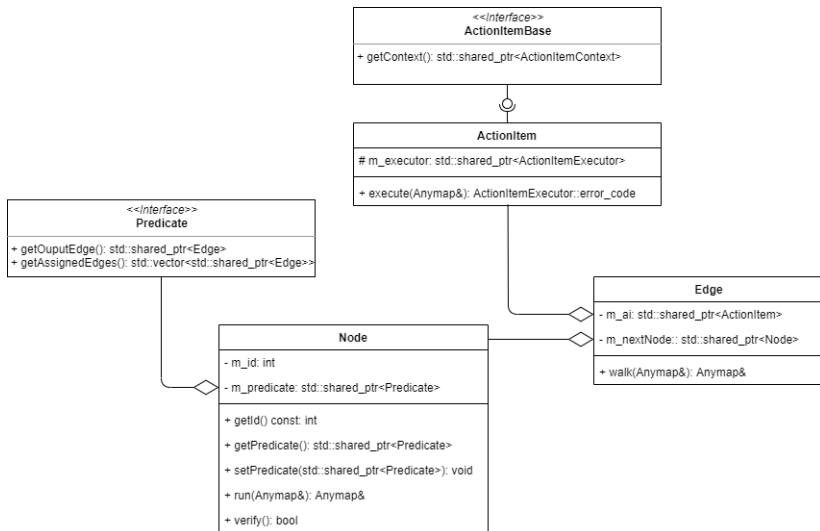 <<Interface>>
ActionItemBase
+ getContext(): std::shared_ptr<ActionItemContext>
ActionItem
# m_executor: std::shared_ptr<ActionItemExecutor>
+ execute(Anymap&): ActionItemExecutor::error_code
<<Interface>>
Predicate
+ getOuputEdge(): std::shared_ptr<Edge>
+ getAssignedEdges(): std::vector<std::shared_ptr<Edge>>
Edge
- m_ai: std::shared_ptr<ActionItem>
- m_nextNode:: std::shared_ptr<Node>
+ walk(Anymap&): Anymap&
Node
- m_id: int
- m_predicate: std::shared_ptr<Predicate>
+ getId() const: int
+ getPredicate(): std::shared_ptr<Predicate>
+ setPredicate(std::shared_ptr<Predicate>): void
+ run(Anymap&): Anymap&
+ verify(): bool